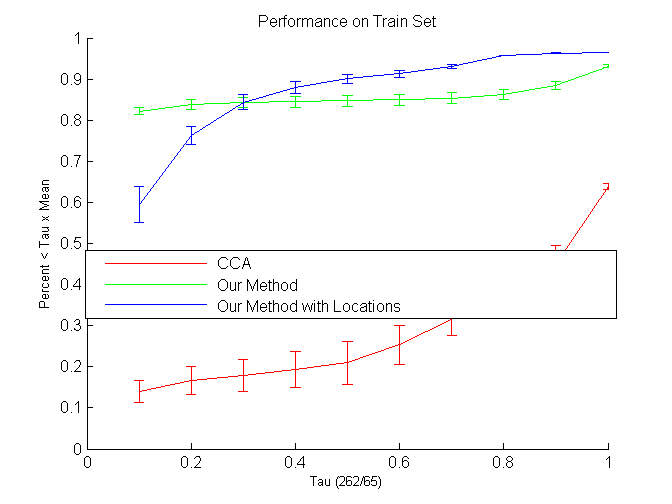 Performance on Train Set
Percent < Tau x Mean
1
0.9
0.8
0.7
0.6
0.5
0.4
0.3
0.2
0.1
0
CCA
Our Method
Our Method with Locations
0 0.2 0.4 0.6 0.8 1
Tau (262/65)